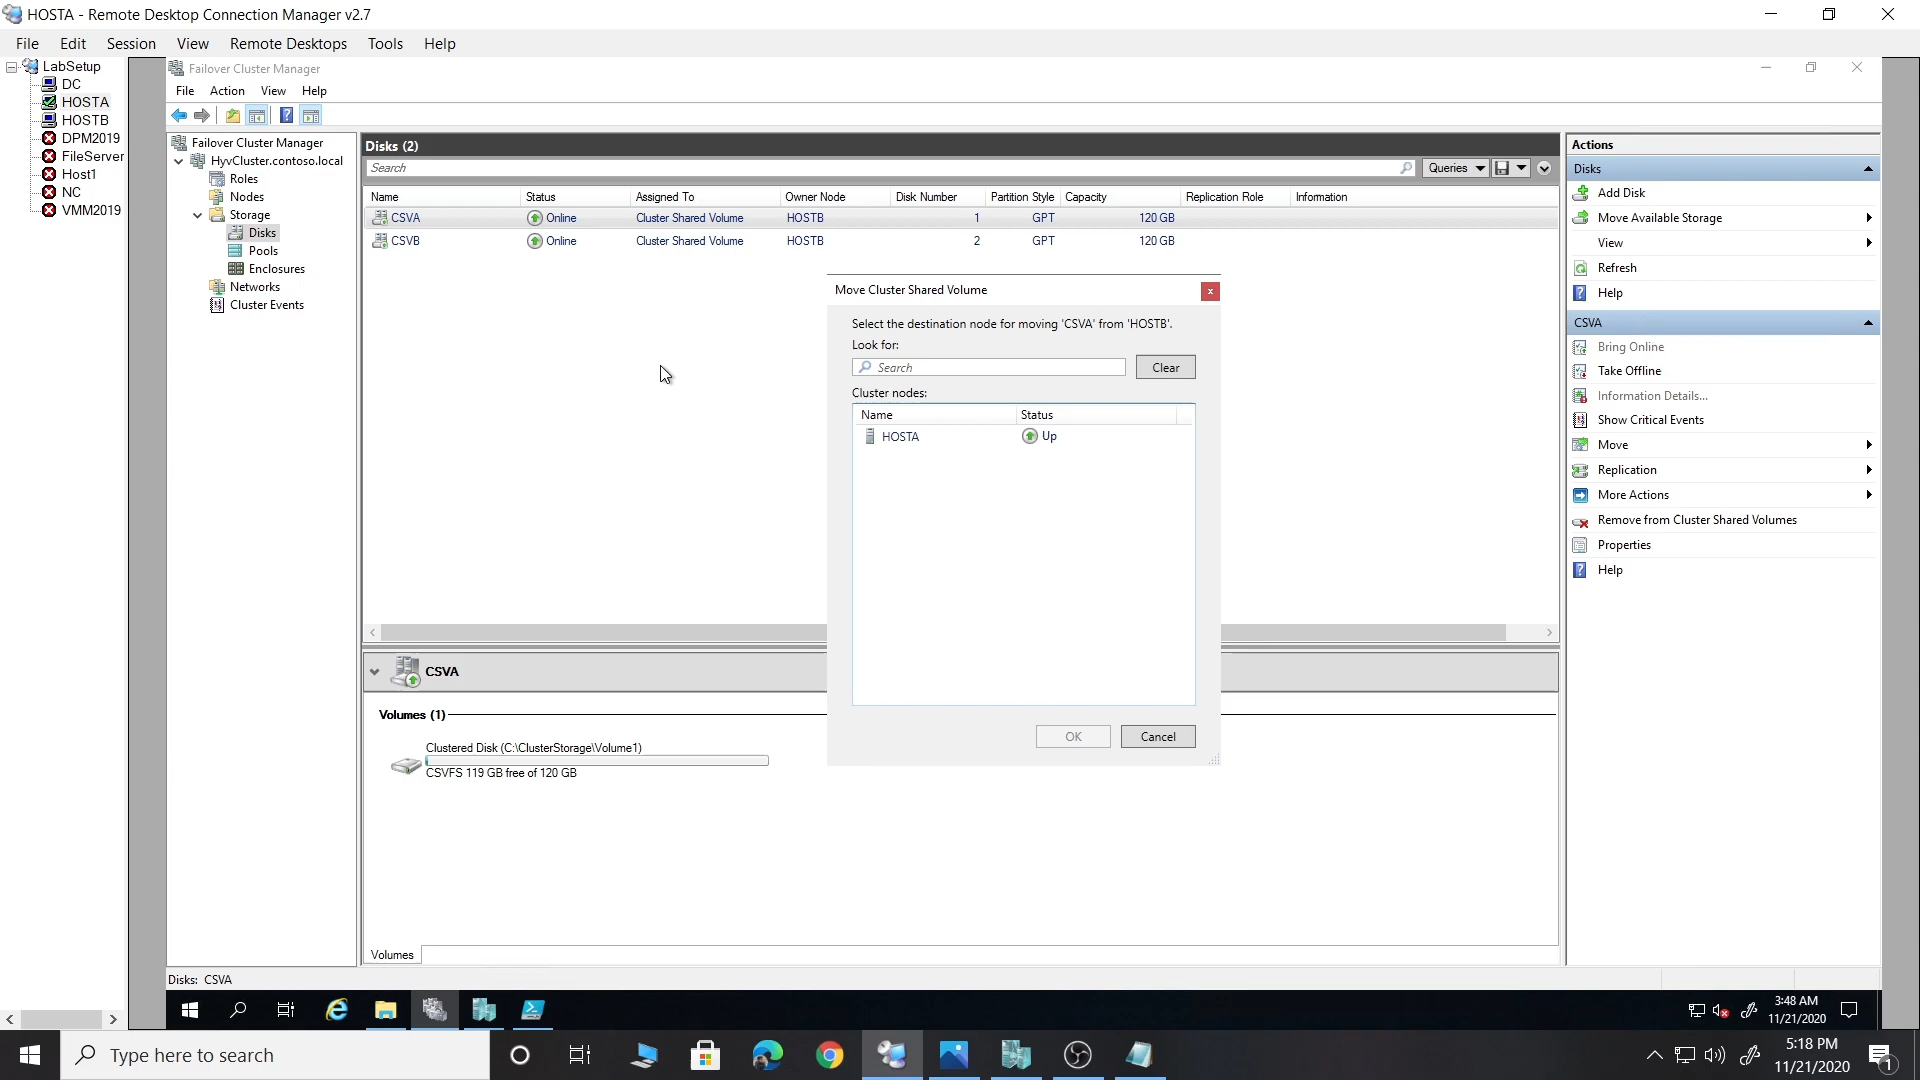 HOSTA - Remote Desktop Connection Manager v2.7
File Edit Session View Remote Desktops Tools Help
LabSetup
DC
HOSTA
HOSTB
DPM2019
FileServer
Host1
NC
VMM2019
Failover Cluster Manager
File Action View Help
Failover Cluster Manager
HyvCluster.contoso.local
Roles
Nodes
Storage
Disks
Pools
Enclosures
Networks
Cluster Events
Disks (2)
Search
Queries
Name Status Assigned To Owner Node Disk Number Partition Style Capacity Replication Role Information
CSVA Online Cluster Shared Volume HOSTB 1 GPT 120 GB
CSVB Online Cluster Shared Volume HOSTB 2 GPT 120 GB
Move Cluster Shared Volume
x
Select the destination node for moving 'CSVA' from 'HOSTB'.
Look for:
Search
Clear
Cluster nodes:
Name Status
HOSTA Up
OK Cancel
CSVA
Volumes (1)
Clustered Disk (C:\ClusterStorage\Volume1)
CSVFS 119 GB free of 120 GB
Volumes
Disks: CSVA
Actions
Disks
Add Disk
Move Available Storage
View
Refresh
Help
CSVA
Bring Online
Take Offline
Information Details...
Show Critical Events
Move
Replication
More Actions
Remove from Cluster Shared Volumes
Properties
Help
3:48 AM
11/21/2020
Type here to search
5:18 PM
11/21/2020
1